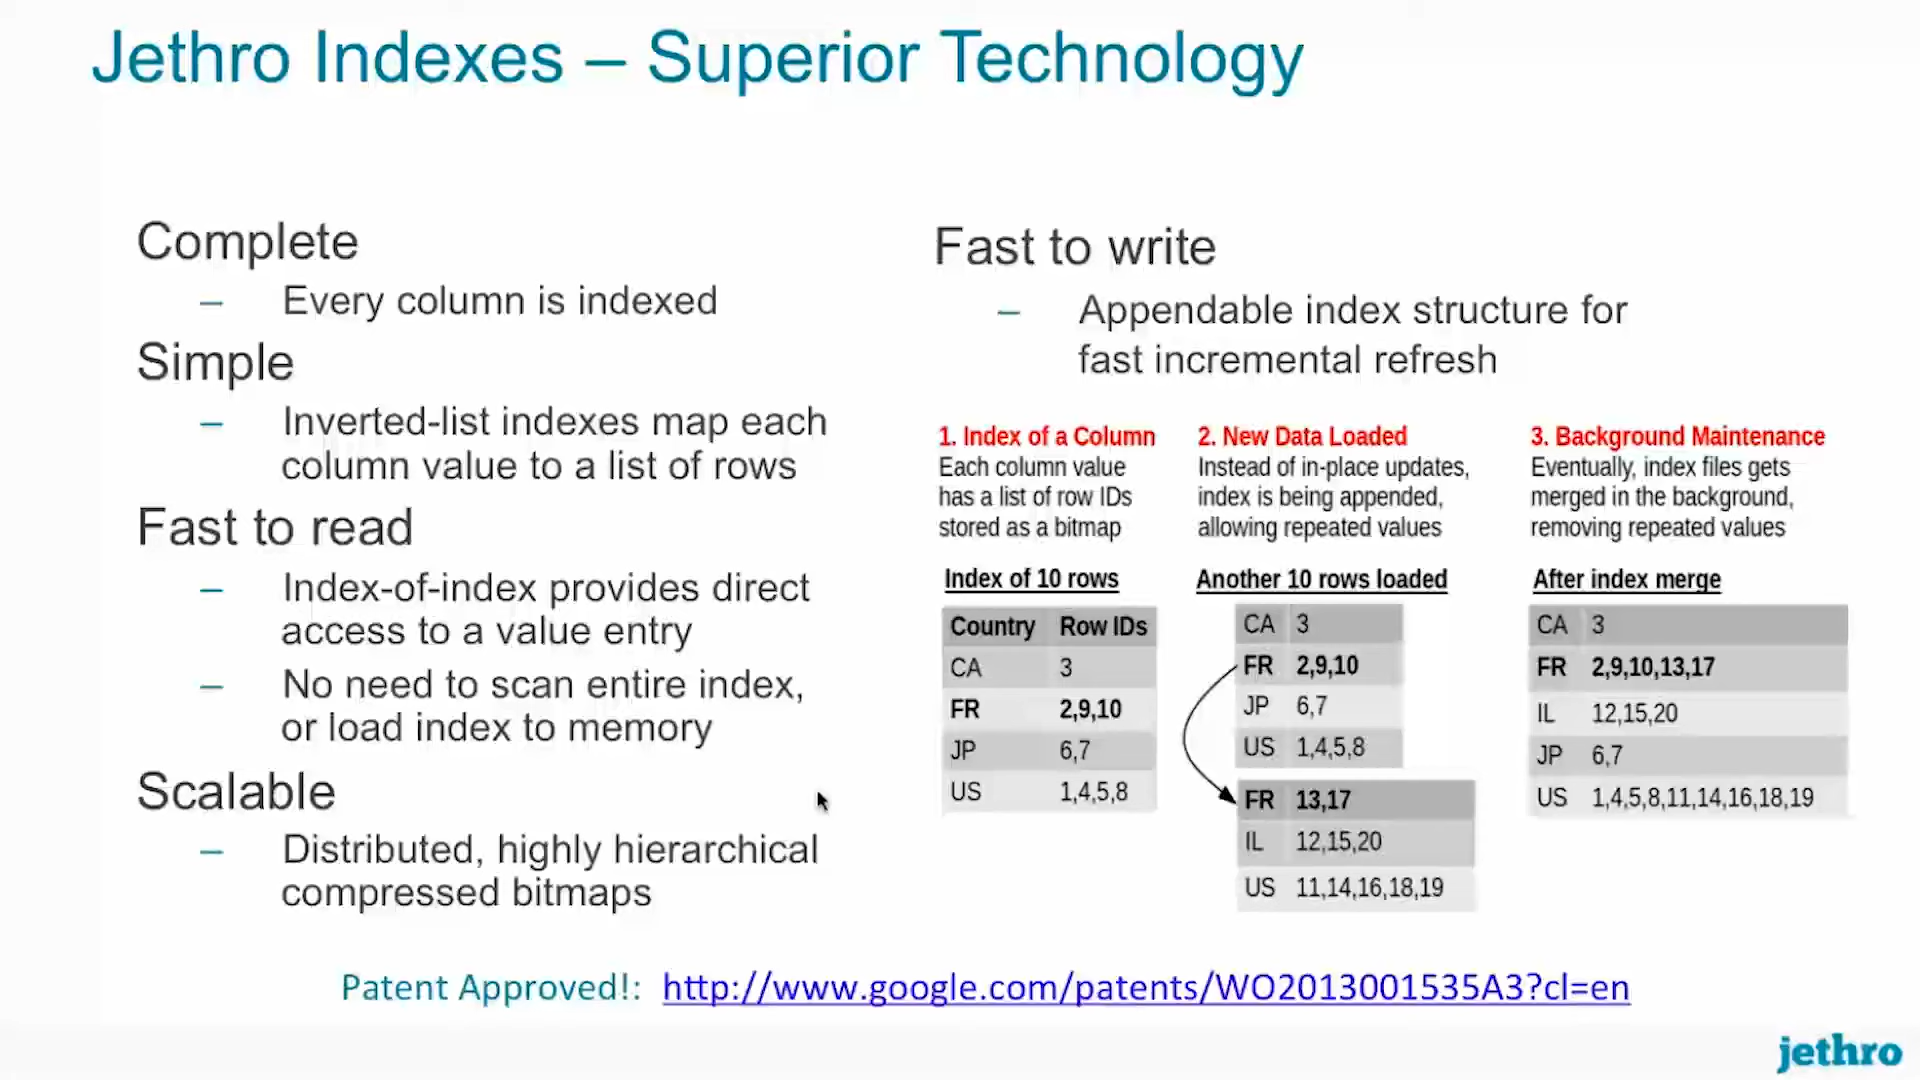 Jethro Indexes – Superior Technology
Complete
– Every column is indexed
Simple
– Inverted-list indexes map each
column value to a list of rows
Fast to read
– Index-of-index provides direct
access to a value entry
– No need to scan entire index,
or load index to memory
Scalable
– Distributed, highly hierarchical
compressed bitmaps
Fast to write
– Appendable index structure for
fast incremental refresh
1. Index of a Column
Each column value
has a list of row IDs
stored as a bitmap
Index of 10 rows
Country Row IDs
CA 3
FR 2,9,10
JP 6,7
US 1,4,5,8
2. New Data Loaded
Instead of in-place updates,
index is being appended,
allowing repeated values
Another 10 rows loaded
CA 3
FR 2,9,10
JP 6,7
US 1,4,5,8
FR 13,17
IL 12,15,20
US 11,14,16,18,19
3. Background Maintenance
Eventually, index files gets
merged in the background,
removing repeated values
After index merge
CA 3
FR 2,9,10,13,17
IL 12,15,20
JP 6,7
US 1,4,5,8,11,14,16,18,19
Patent Approved!: http://www.google.com/patents/WO2013001535A3?cl=en
jethro